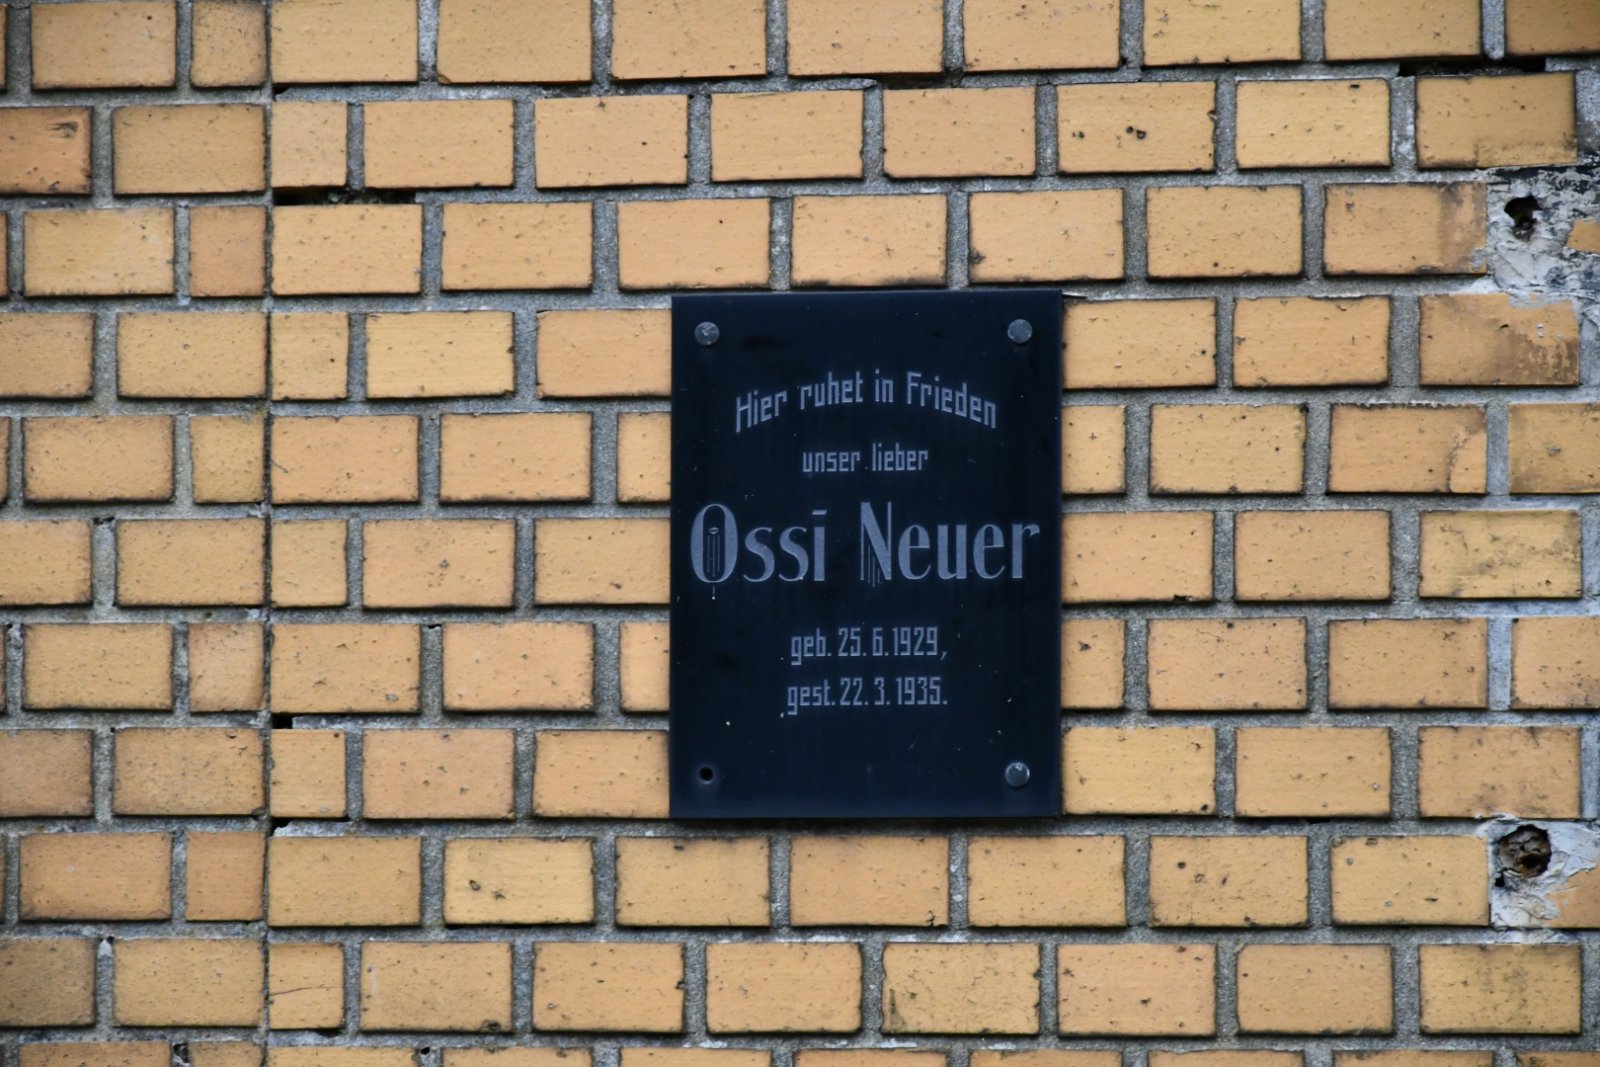 Hier ruhet in Frieden
unser lieber
Ossi Neuer
geb. 25. 6. 1929,
gest. 22. 3. 1935.